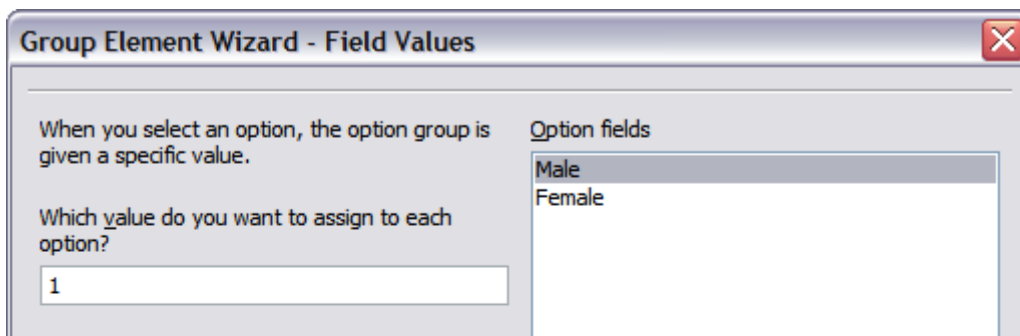 Group Element Wizard - Field Values
When you select an option, the option group is
given a specific value.
Which value do you want to assign to each
option?
1
Option fields
Male
Female